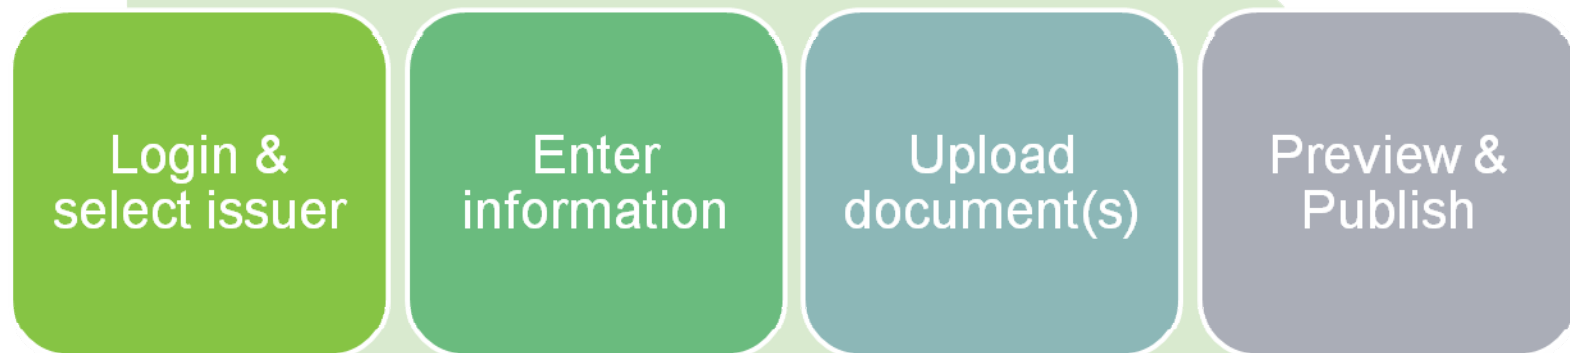 Login &
select issuer
Enter
information
Upload
document(s)
Preview &
Publish